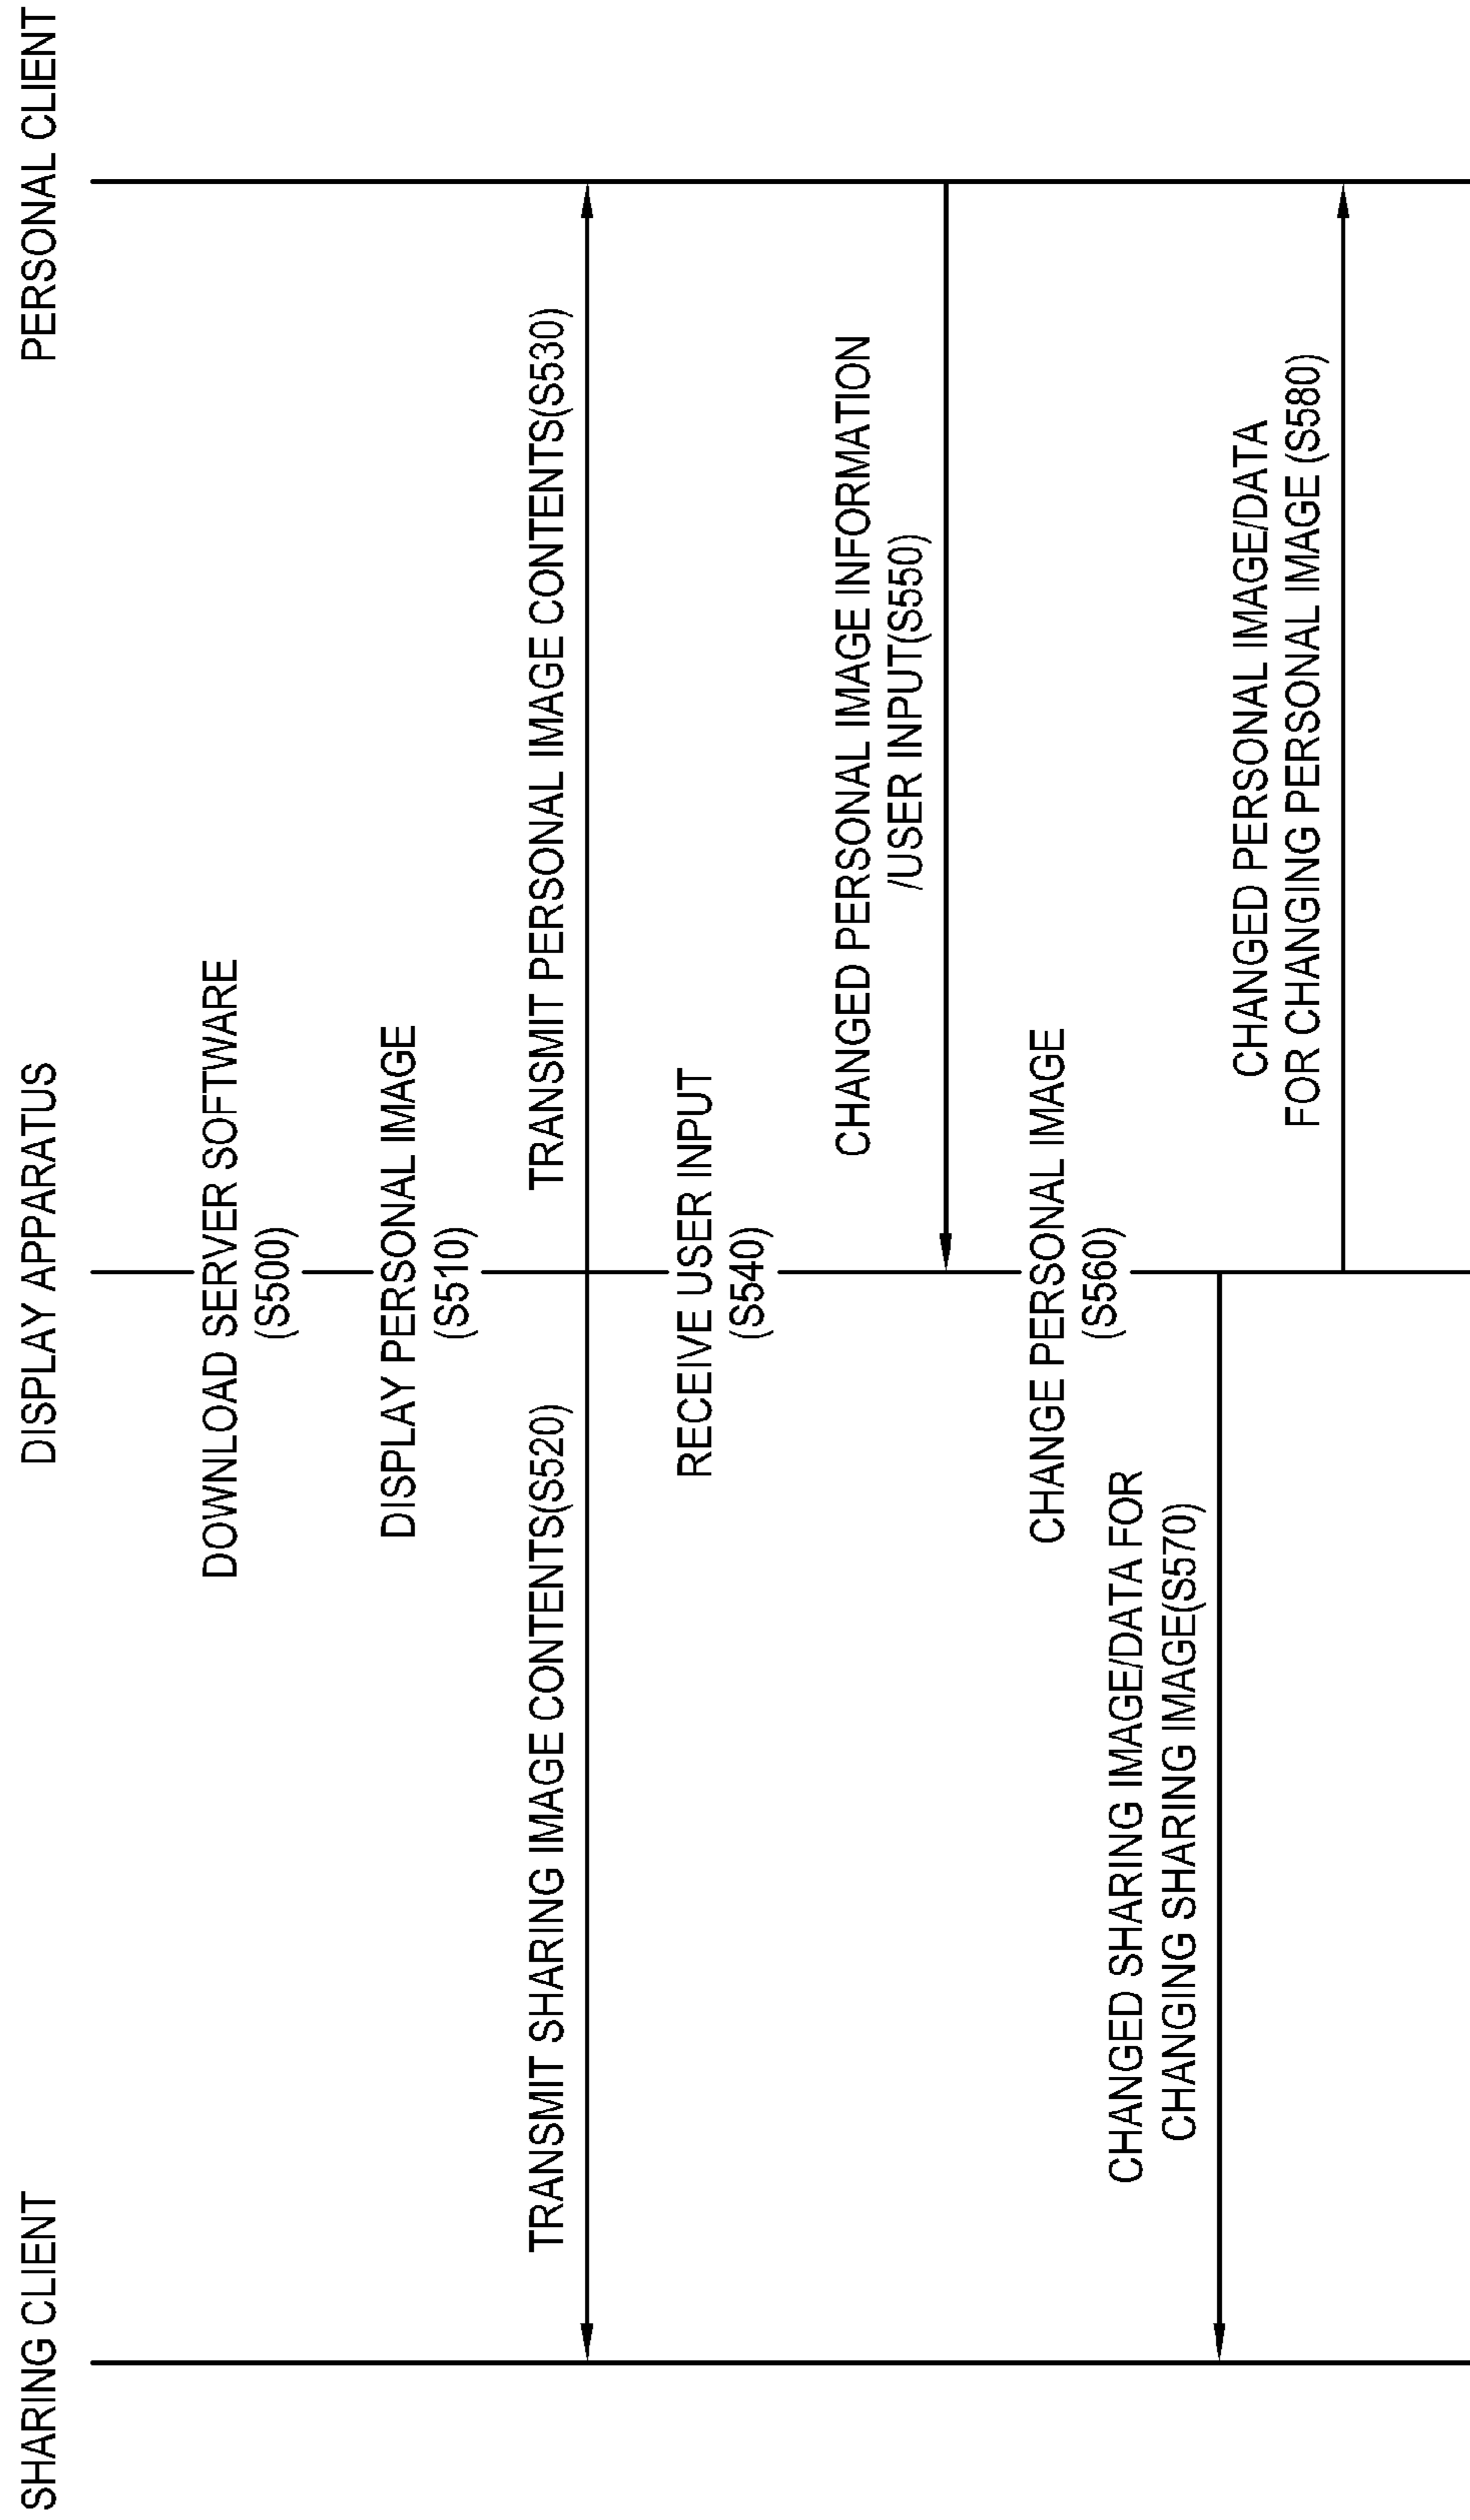 SHARING CLIENT
DISPLAY APPARATUS
PERSONAL CLIENT
DOWNLOAD SERVER SOFTWARE
(S500)
DISPLAY PERSONAL IMAGE
(S510)
TRANSMIT SHARING IMAGE CONTENTS(S520)
TRANSMIT PERSONAL IMAGE CONTENTS(S530)
RECEIVE USER INPUT
(S540)
CHANGED PERSONAL IMAGE INFORMATION
/USER INPUT(S550)
CHANGE PERSONAL IMAGE
(S560)
CHANGED SHARING IMAGE/DATA FOR
CHANGING SHARING IMAGE(S570)
CHANGED PERSONAL IMAGE/DATA
FOR CHANGING PERSONAL IMAGE (S580)